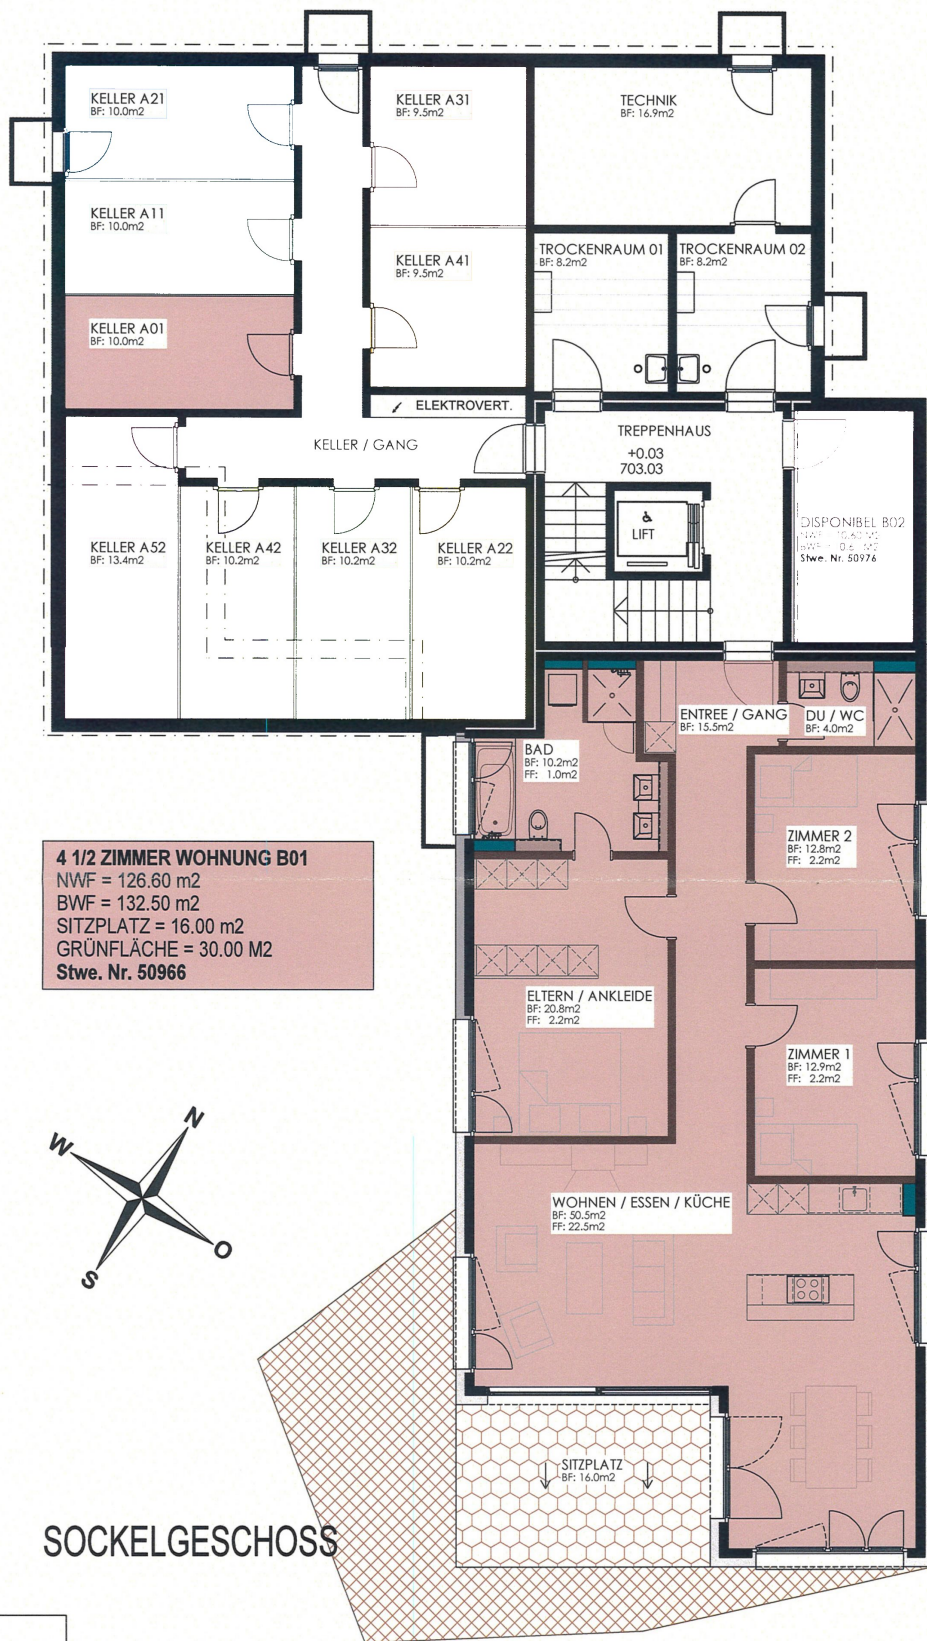 KELLER A21
BF: 10.0m2
KELLER A31
BF: 9.5m2
TECHNIK
BF: 16.9m2
KELLER A11
BF: 10.0m2
KELLER A41
BF: 9.5m2
TROCKENRAUM 01
BF: 8.2m2
TROCKENRAUM 02
BF: 8.2m2
KELLER A01
BF: 10.0m2
ELEKTROVERT.
KELLER / GANG
TREPPENHAUS
+0.03
703.03
LIFT
DISPONIBEL B02
Stwe. Nr. 50976
KELLER A52
BF: 13.4m2
KELLER A42
BF: 10.2m2
KELLER A32
BF: 10.2m2
KELLER A22
BF: 10.2m2
ENTREE / GANG
BF: 15.5m2
DU / WC
BF: 4.0m2
BAD
BF: 10.2m2
FF: 1.0m2
ZIMMER 2
BF: 12.8m2
FF: 2.2m2
4 1/2 ZIMMER WOHNUNG B01
NWF = 126.60 m2
BWF = 132.50 m2
SITZPLATZ = 16.00 m2
GRÜNFLÄCHE = 30.00 M2
Stwe. Nr. 50966
ELTERN / ANKLEIDE
BF: 20.8m2
FF: 2.2m2
ZIMMER 1
BF: 12.9m2
FF: 2.2m2
N
W
O
S
WOHNEN / ESSEN / KÜCHE
BF: 50.5m2
FF: 22.5m2
SITZPLATZ
BF: 16.0m2
SOCKELGESCHOSS